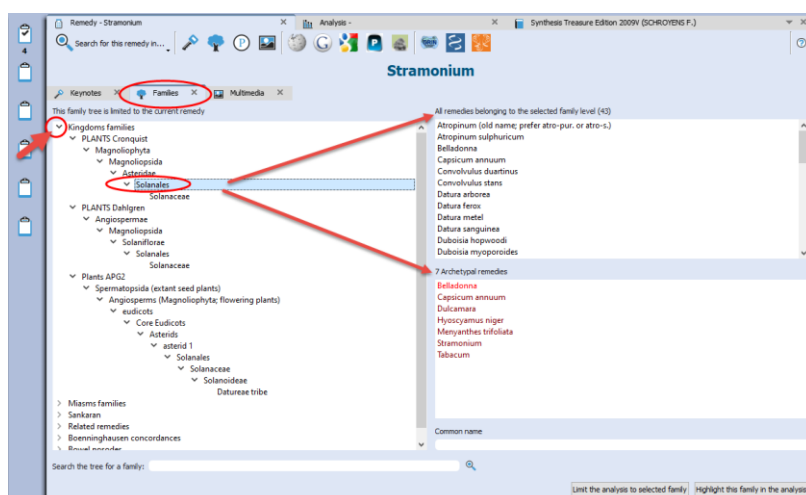 Remedy - Stramonium
Analysis -
Synthesis Treasure Edition 2009V (SCHROYENS F.)
4
Search for this remedy in...
Stramonium
Keynotes
Families
Multimedia
This family tree is limited to the current remedy
Kingdoms families
PLANTS Cronquist
Magnoliophyta
Magnoliopsida
Asteridae
Solanales
Solanaceae
PLANTS Dahlgren
Angiospermae
Magnoliopsida
Solaniflorae
Solanales
Solanaceae
Plants APG2
Spermatopsida (extant seed plants)
Angiosperms (Magnoliophyta; flowering plants)
eudicots
Core Eudicots
Asterids
asterid 1
Solanales
Solanaceae
Solanoideae
Datureae tribe
Miasms families
Sankaran
Related remedies
Boenninghausen concordances
Bowel nosodes
Search the tree for a family:
All remedies belonging to the selected family level (43)
Atropinum (old name; prefer atro-pur. or atro-s.)
Atropinum sulphuricum
Belladonna
Capsicum annuum
Convolvulus duartinus
Convolvulus stans
Datura arborea
Datura ferox
Datura metel
Datura sanguinea
Duboisia hopwoodi
Duboisia myoporoides
7 Archetypal remedies
Belladonna
Capsicum annuum
Dulcamara
Hyoscyamus niger
Menyanthes trifoliata
Stramonium
Tabacum
Common name
Limit the analysis to selected family
Highlight this family in the analysis